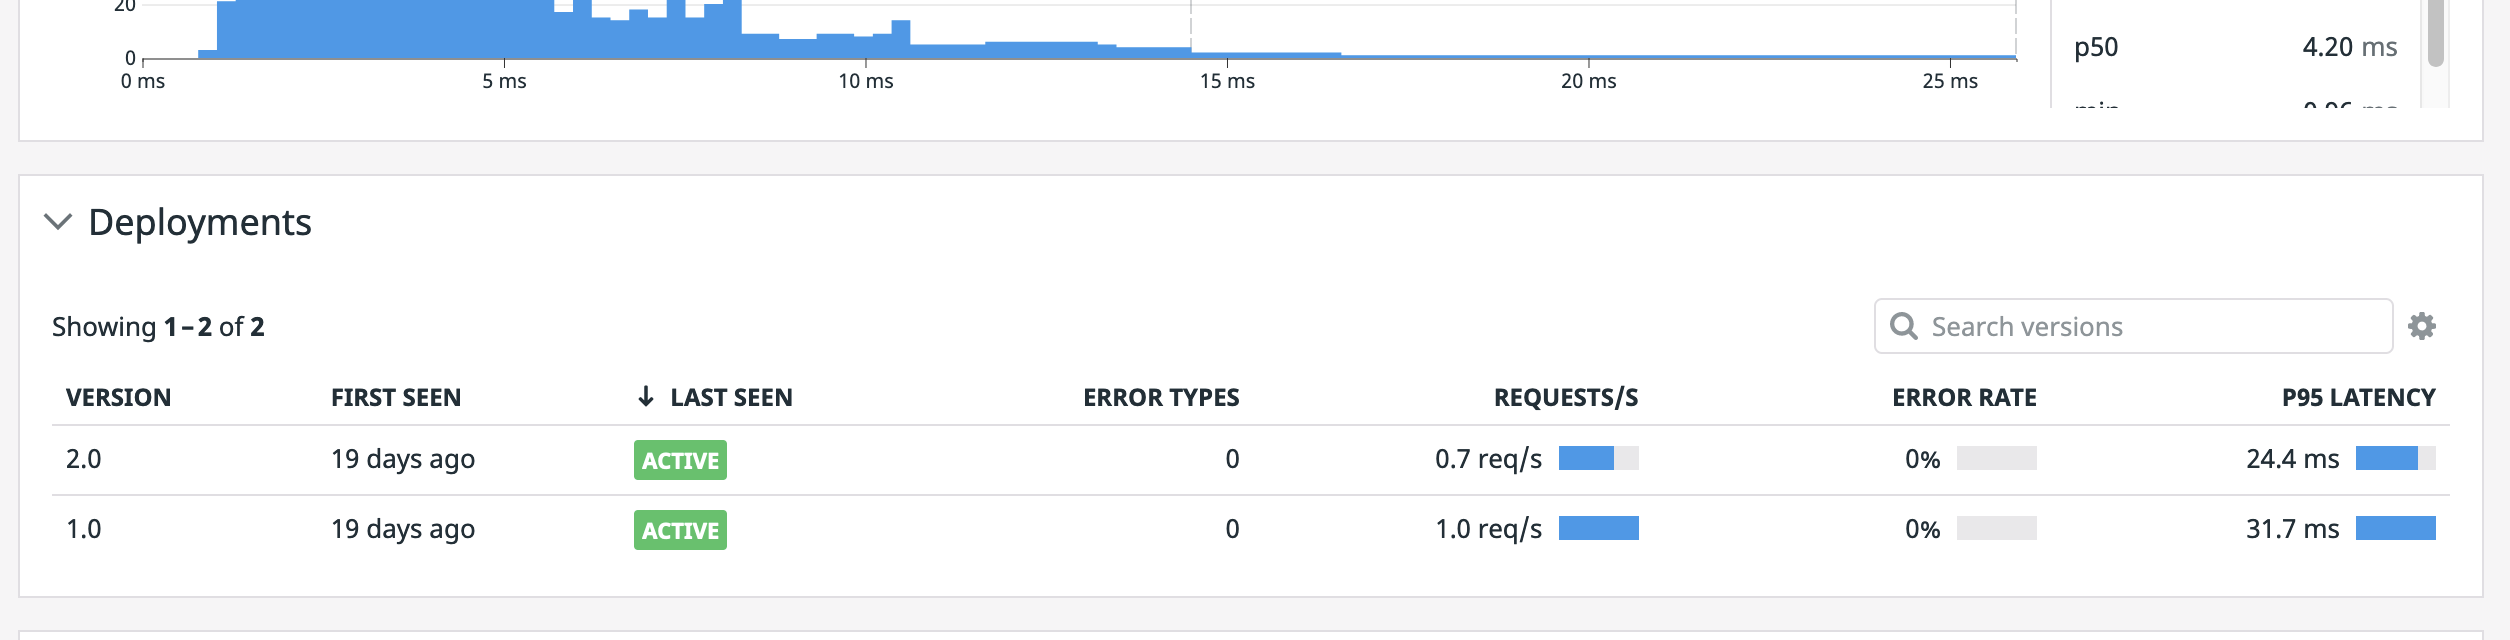 20
0
0 ms 5 ms 10 ms 15 ms 20 ms 25 ms
p50 4.20 ms
Deployments
Showing 1 – 2 of 2
Search versions
VERSION FIRST SEEN ↓ LAST SEEN ERROR TYPES REQUESTS/S ERROR RATE P95 LATENCY
2.0 19 days ago ACTIVE 0 0.7 req/s 0% 24.4 ms
1.0 19 days ago ACTIVE 0 1.0 req/s 0% 31.7 ms